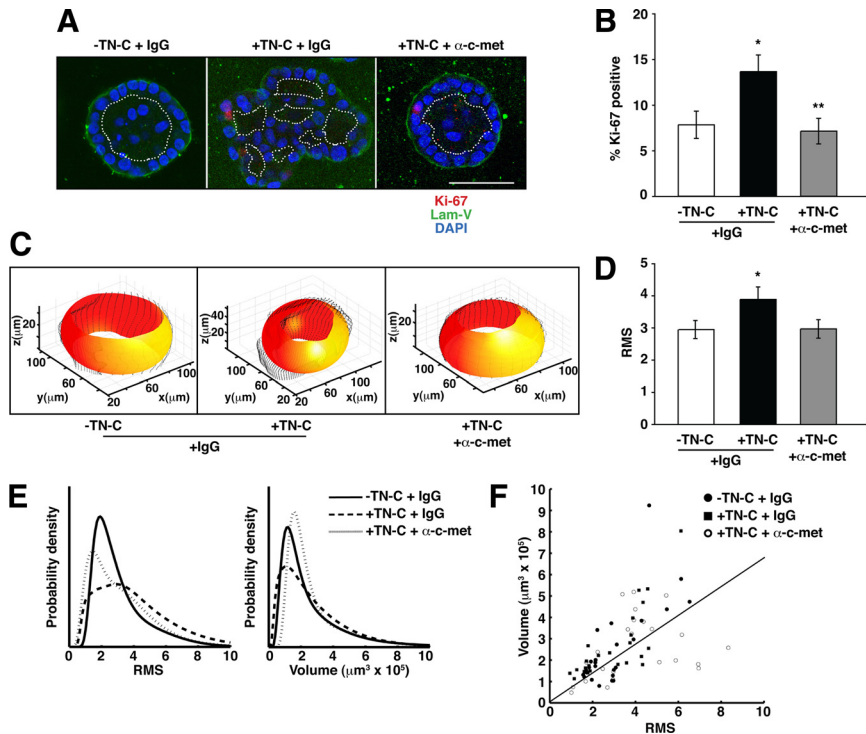 A
-TN-C + IgG
+TN-C + IgG
+TN-C + α-c-met
Ki-67
Lam-V
DAPI
B
% Ki-67 positive
20
15
10
5
0
*
**
-TN-C
+TN-C
+TN-C
+IgG
+α-c-met
C
z(μm)
20
100
60
20
y(μm)
x(μm)
60
100
z(μm)
40
20
100
60
20
y(μm)
x(μm)
60
100
z(μm)
20
100
60
20
y(μm)
x(μm)
60
100
-TN-C
+TN-C
+IgG
+TN-C
+α-c-met
D
RMS
5
4
3
2
1
0
*
-TN-C
+TN-C
+TN-C
+IgG
+α-c-met
E
Probability density
0 2 4 6 8 10
RMS
Probability density
0 2 4 6 8 10
Volume (μm³ x 10⁵)
-TN-C + IgG
+TN-C + IgG
+TN-C + α-c-met
F
Volume (μm³ x 10⁵)
10
9
8
7
6
5
4
3
2
1
0
0 2 4 6 8 10
RMS
-TN-C + IgG
+TN-C + IgG
+TN-C + α-c-met